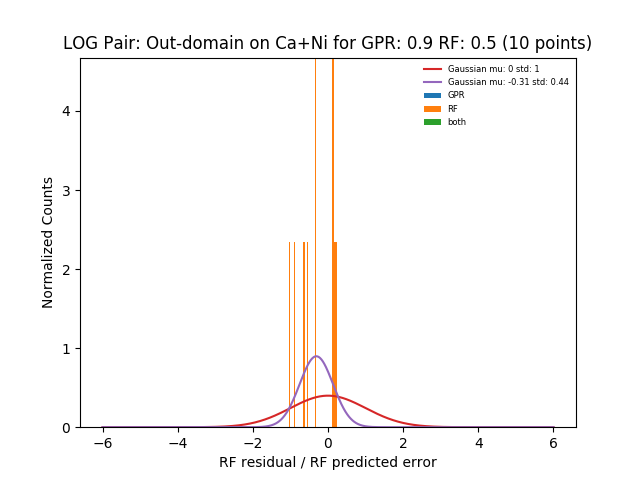 LOG Pair: Out-domain on Ca+Ni for GPR: 0.9 RF: 0.5 (10 points)
Gaussian mu: 0 std: 1
Gaussian mu: -0.31 std: 0.44
GPR
RF
both
Normalized Counts
4
3
2
1
0
−6 −4 −2 0 2 4 6
RF residual / RF predicted error